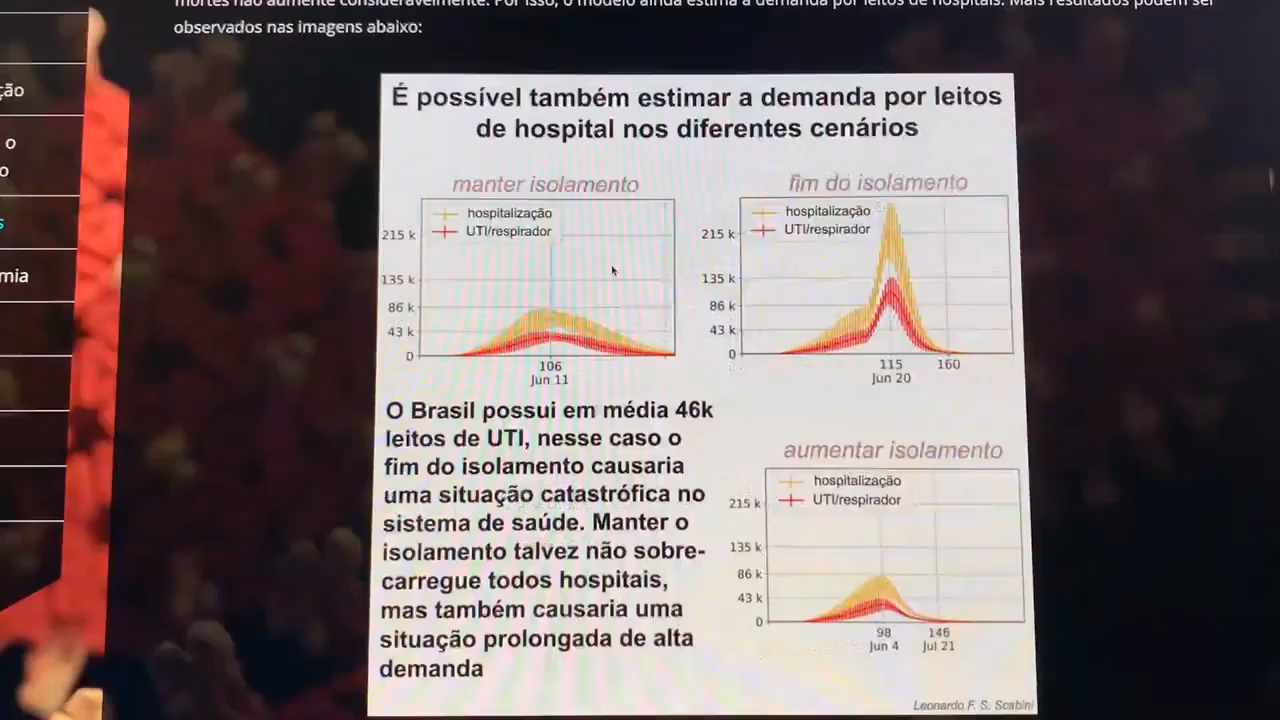 observados nas imagens abaixo:
ção
o
o
s
mia
É possível também estimar a demanda por leitos
de hospital nos diferentes cenários
manter isolamento
hospitalização
UTI/respirador
215 k
135 k
86 k
43 k
0
106
Jun 11
fim do isolamento
hospitalização
UTI/respirador
215 k
135 k
86 k
43 k
0
115
160
Jun 20
O Brasil possui em média 46k
leitos de UTI, nesse caso o
fim do isolamento causaria
uma situação catastrófica no
sistema de saúde. Manter o
isolamento talvez não sobre-
carregue todos hospitais,
mas também causaria uma
situação prolongada de alta
demanda
aumentar isolamento
hospitalização
UTI/respirador
215 k
135 k
86 k
43 k
0
98
146
Jun 4
Jul 21
Leonardo F. S. Scabini